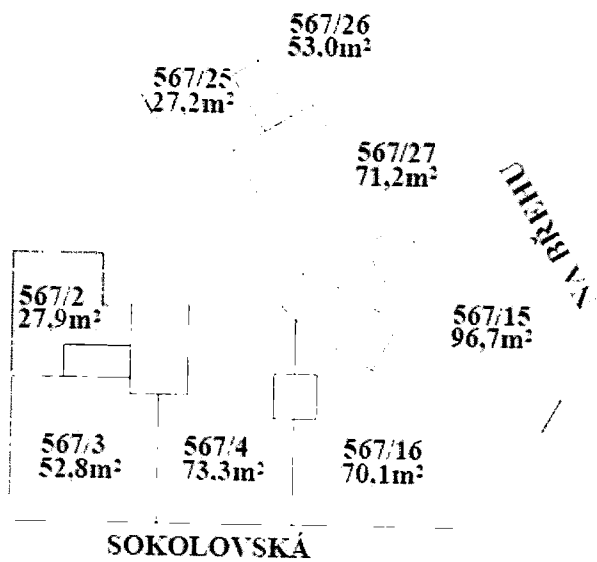 567/26
53,0m²
567/25
27,2m²
567/27
71,2m²
NA BŘEHU
567/2
27,9m²
567/15
96,7m²
567/3
52,8m²
567/4
73,3m²
567/16
70,1m²
SOKOLOVSKÁ